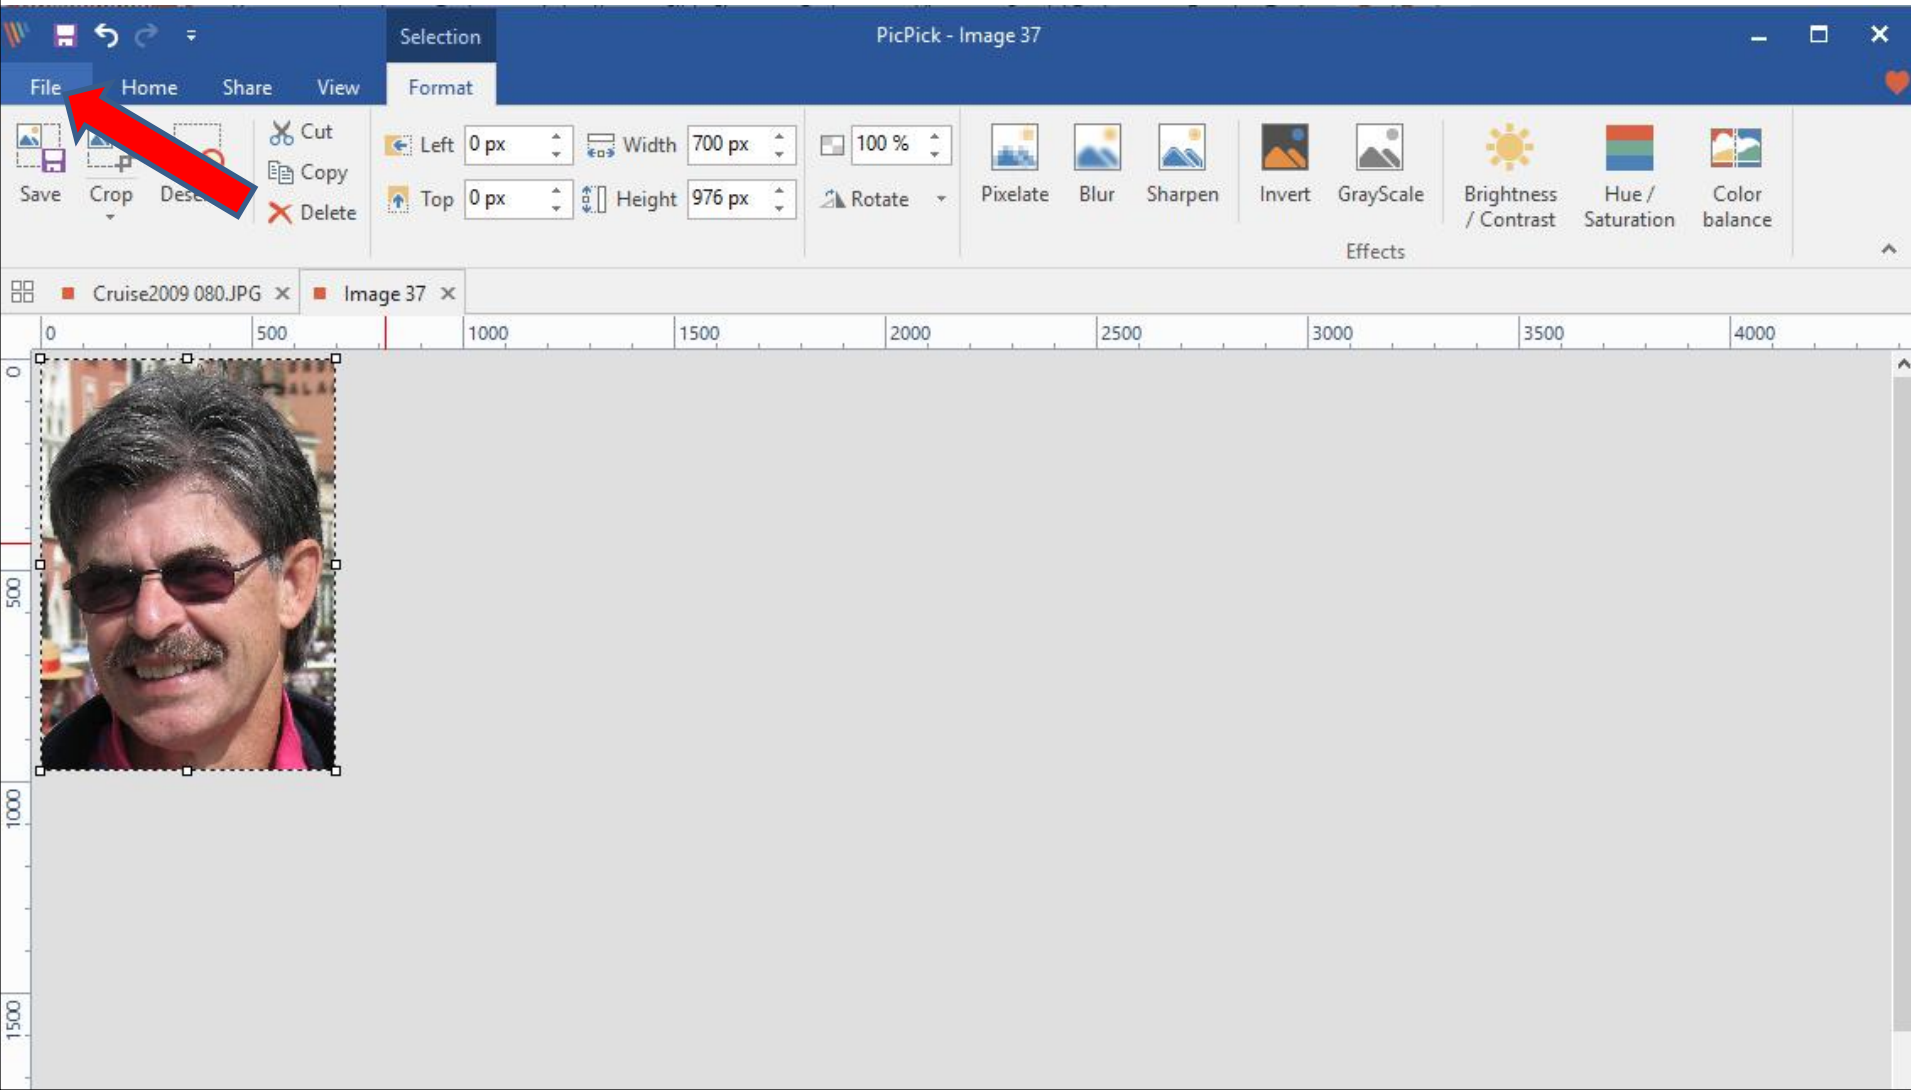 Selection
PicPick - Image 37
File Home Share View Format
Save Crop
Cut
Copy
Delete
Left 0 px
Top 0 px
Width 700 px
Height 976 px
100 %
Rotate
Pixelate Blur Sharpen
Invert GrayScale
Brightness
/ Contrast
Hue /
Saturation
Color
balance
Effects
Cruise2009 080.JPG
Image 37
0 500 1000 1500 2000 2500 3000 3500 4000
0
500
1000
1500